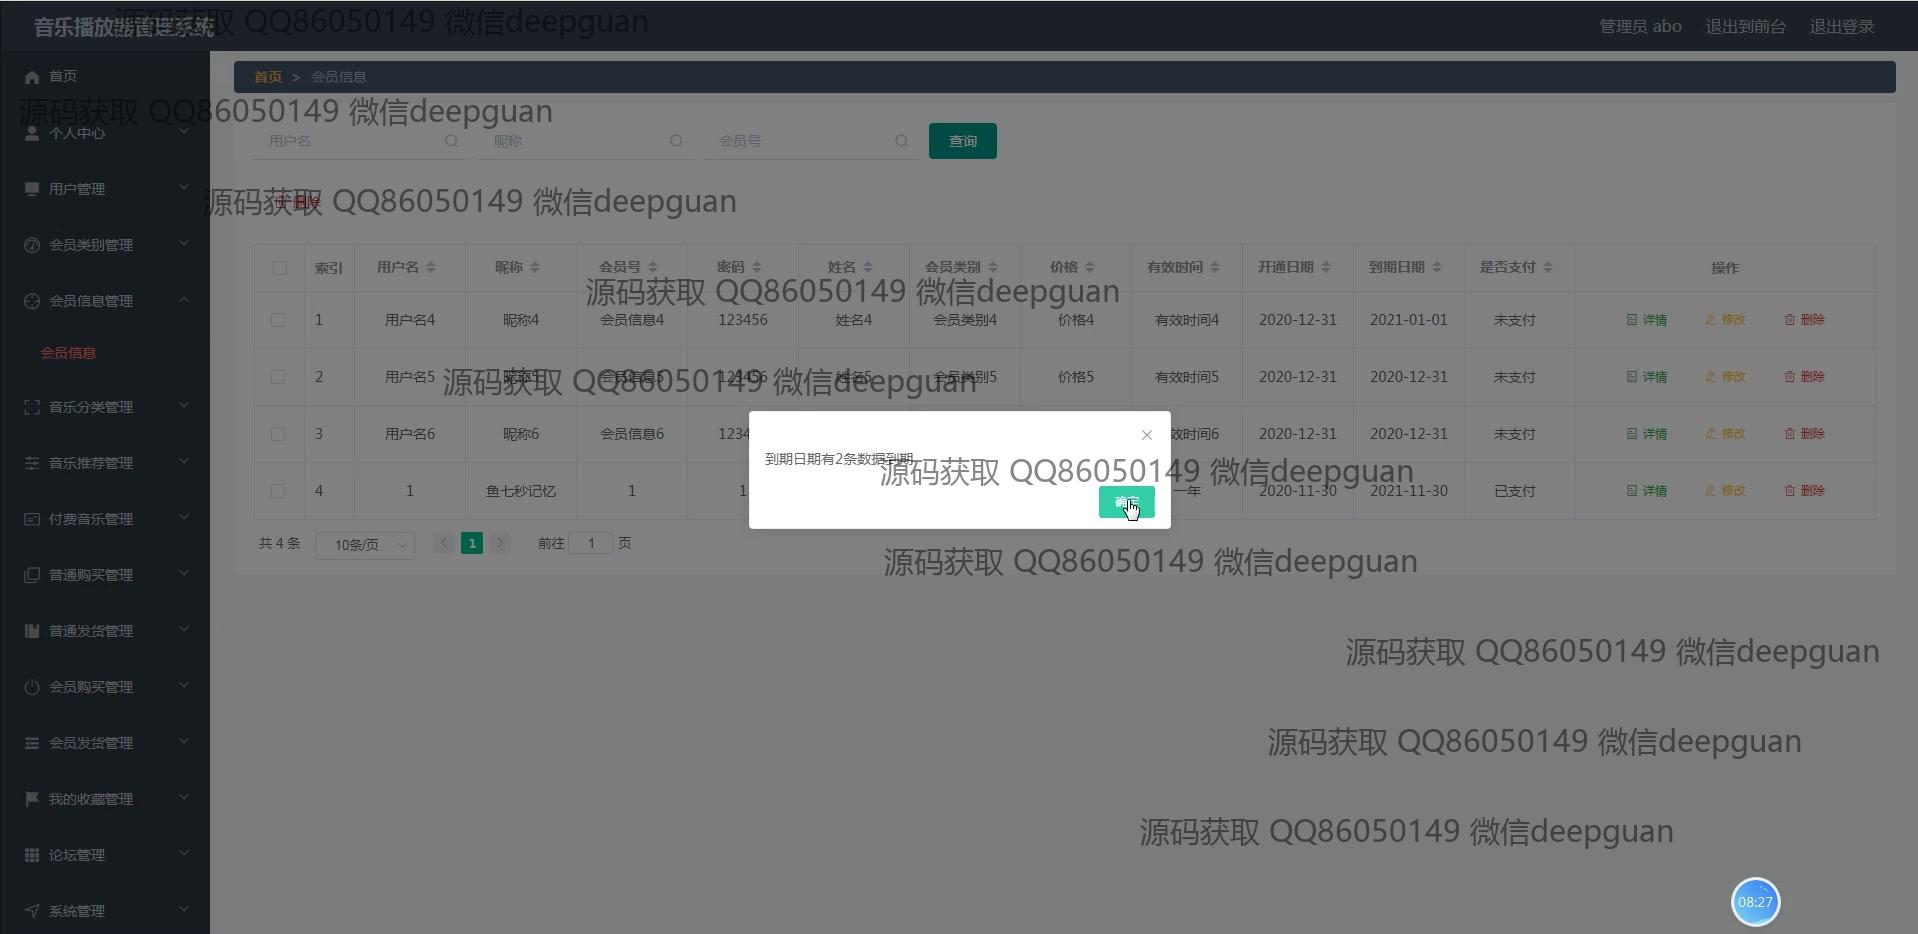 音乐播放器管理系统
管理员 abo 退出到前台 退出登录
源码获取 QQ86050149 微信deepguan
首页
个人中心
用户管理
会员类别管理
会员信息管理
会员信息
音乐分类管理
音乐推荐管理
付费音乐管理
普通购买管理
普通发货管理
会员购买管理
会员发货管理
我的收藏管理
论坛管理
系统管理
首页 > 会员信息
源码获取 QQ86050149 微信deepguan
用户名 昵称 会员号 查询
源码获取 QQ86050149 微信deepguan
删除
索引 用户名 昵称 会员号 密码 姓名 会员类别 价格 有效时间 开通日期 到期日期 是否支付 操作
源码获取 QQ86050149 微信deepguan
1 用户名4 昵称4 会员信息4 123456 姓名4 会员类别4 价格4 有效时间4 2020-12-31 2021-01-01 未支付 详情 修改 删除
2 用户名5 昵称5 会员信息5 123456 姓名5 会员类别5 价格5 有效时间5 2020-12-31 2020-12-31 未支付 详情 修改 删除
源码获取 QQ86050149 微信deepguan
3 用户名6 昵称6 会员信息6 1234 效时间6 2020-12-31 2020-12-31 未支付 详情 修改 删除
到期日期有2条数据到期
源码获取 QQ86050149 微信deepguan
确定
4 1 鱼七秒记忆 1 1 一年 2020-11-30 2021-11-30 已支付 详情 修改 删除
共 4 条 10条/页 1 前往 1 页
源码获取 QQ86050149 微信deepguan
源码获取 QQ86050149 微信deepguan
源码获取 QQ86050149 微信deepguan
源码获取 QQ86050149 微信deepguan
08:27